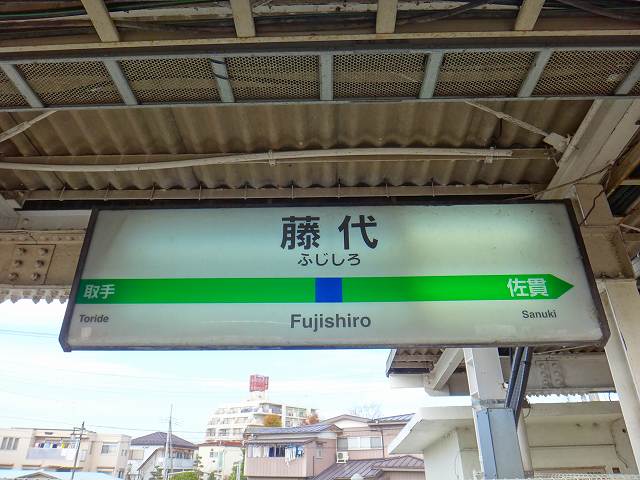 藤代
ふじしろ
取手
佐貫
Toride
Fujishiro
Sanuki